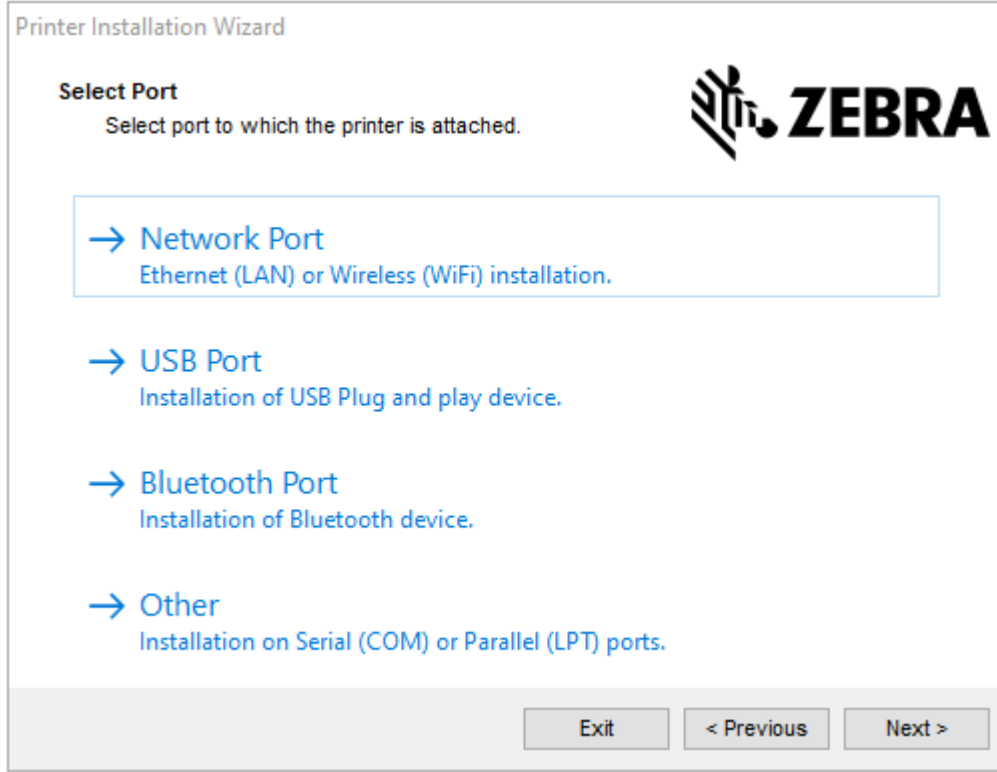 Printer Installation Wizard
Select Port
Select port to which the printer is attached.
ZEBRA
Network Port
Ethernet (LAN) or Wireless (WiFi) installation.
USB Port
Installation of USB Plug and play device.
Bluetooth Port
Installation of Bluetooth device.
Other
Installation on Serial (COM) or Parallel (LPT) ports.
Exit
< Previous
Next >